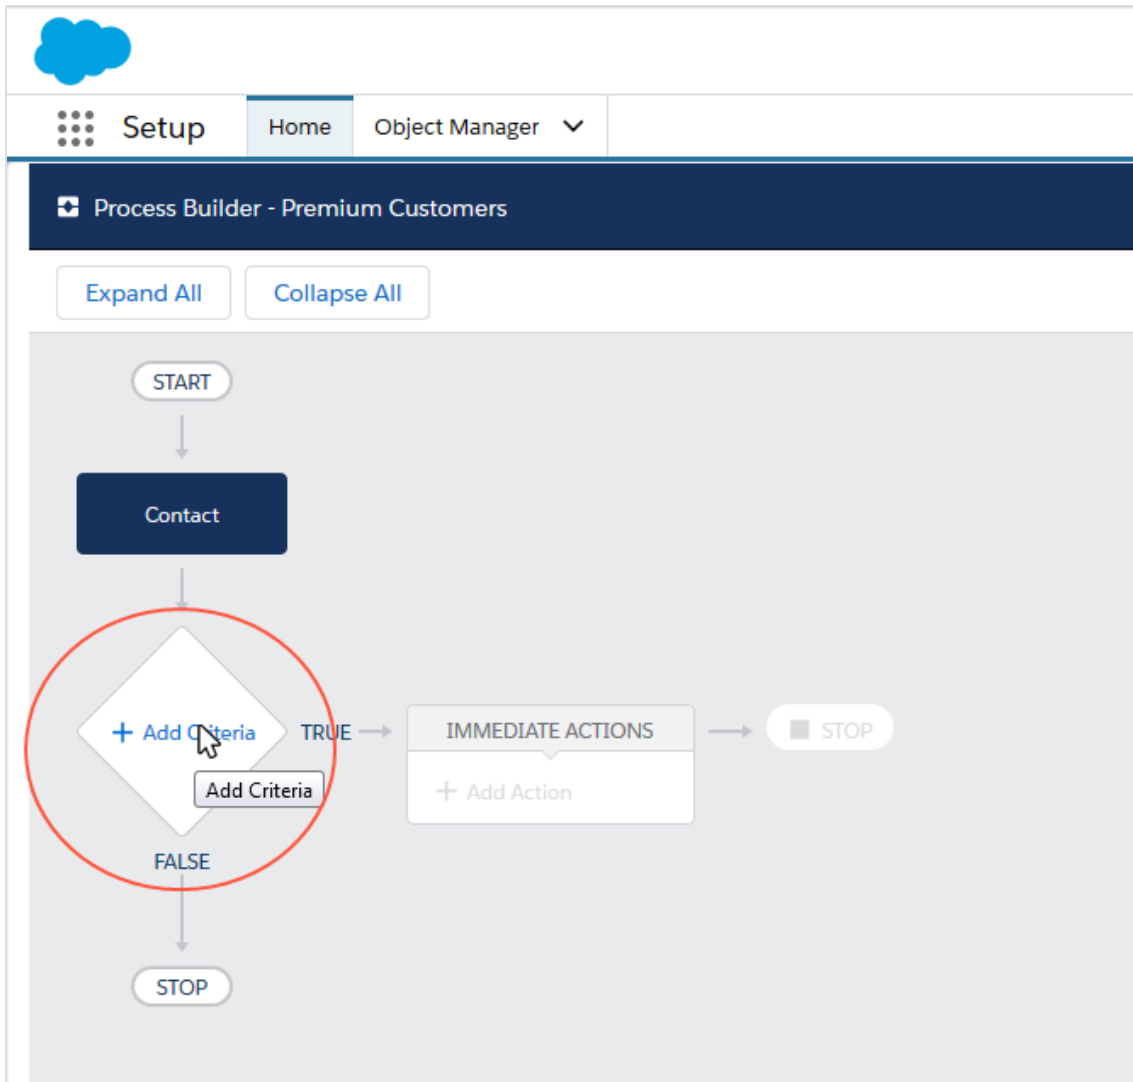 Setup
Home
Object Manager
Process Builder - Premium Customers
Expand All
Collapse All
START
Contact
+ Add Criteria
TRUE
IMMEDIATE ACTIONS
STOP
Add Criteria
+ Add Action
FALSE
STOP